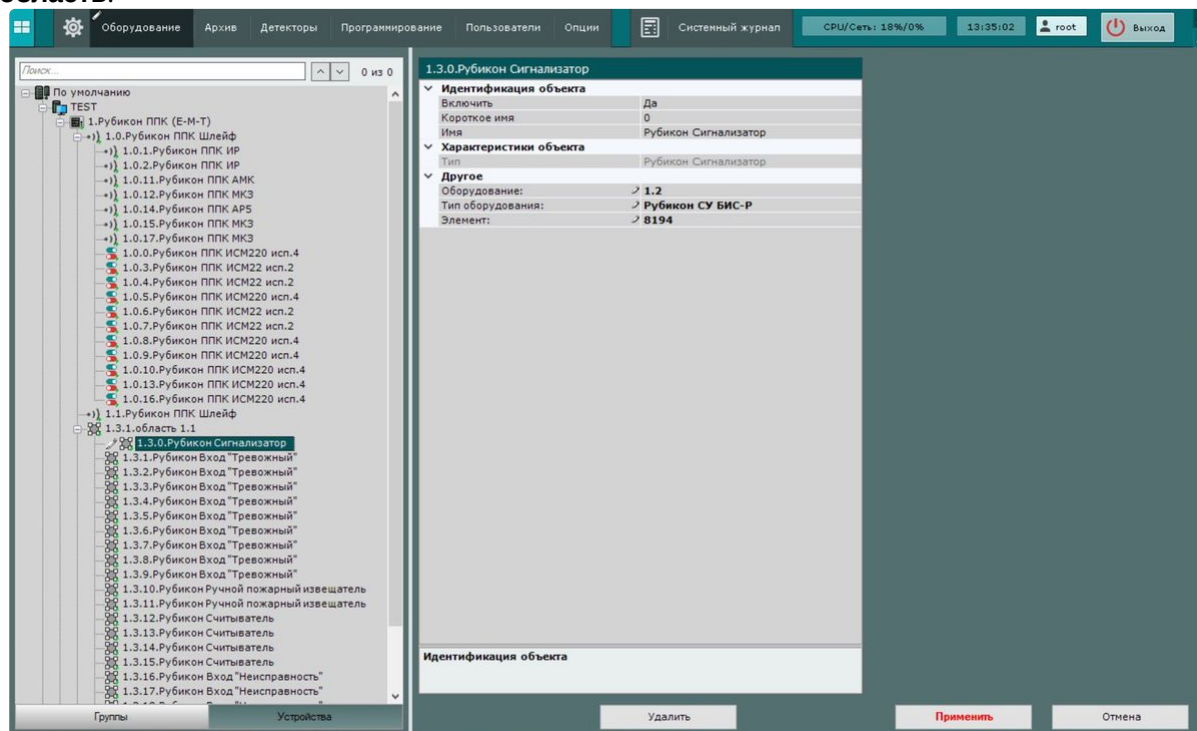 область.
Оборудование Архив Детекторы Программирование Пользователи Опции Системный журнал CPU/Сеть: 18%/0% 13:35:02 root Выход
Поиск... 0 из 0
По умолчанию
TEST
1.Рубикон ППК (Е-М-Т)
1.0.Рубикон ППК Шлейф
1.0.1.Рубикон ППК ИР
1.0.2.Рубикон ППК ИР
1.0.11.Рубикон ППК АМК
1.0.12.Рубикон ППК МКЗ
1.0.14.Рубикон ППК АР5
1.0.15.Рубикон ППК МКЗ
1.0.17.Рубикон ППК МКЗ
1.0.0.Рубикон ППК ИСМ220 исп.4
1.0.3.Рубикон ППК ИСМ22 исп.2
1.0.4.Рубикон ППК ИСМ22 исп.2
1.0.5.Рубикон ППК ИСМ220 исп.4
1.0.6.Рубикон ППК ИСМ22 исп.2
1.0.7.Рубикон ППК ИСМ22 исп.2
1.0.8.Рубикон ППК ИСМ220 исп.4
1.0.9.Рубикон ППК ИСМ220 исп.4
1.0.10.Рубикон ППК ИСМ220 исп.4
1.0.13.Рубикон ППК ИСМ220 исп.4
1.0.16.Рубикон ППК ИСМ220 исп.4
1.1.Рубикон ППК Шлейф
1.3.1.область 1.1
1.3.0.Рубикон Сигнализатор
1.3.1.Рубикон Вход "Тревожный"
1.3.2.Рубикон Вход "Тревожный"
1.3.3.Рубикон Вход "Тревожный"
1.3.4.Рубикон Вход "Тревожный"
1.3.5.Рубикон Вход "Тревожный"
1.3.6.Рубикон Вход "Тревожный"
1.3.7.Рубикон Вход "Тревожный"
1.3.8.Рубикон Вход "Тревожный"
1.3.9.Рубикон Вход "Тревожный"
1.3.10.Рубикон Ручной пожарный извещатель
1.3.11.Рубикон Ручной пожарный извещатель
1.3.12.Рубикон Считыватель
1.3.13.Рубикон Считыватель
1.3.14.Рубикон Считыватель
1.3.15.Рубикон Считыватель
1.3.16.Рубикон Вход "Неисправность"
1.3.17.Рубикон Вход "Неисправность"
Группы Устройства
1.3.0.Рубикон Сигнализатор
Идентификация объекта
Включить Да
Короткое имя 0
Имя Рубикон Сигнализатор
Характеристики объекта
Тип Рубикон Сигнализатор
Другое
Оборудование: 1.2
Тип оборудования: Рубикон СУ БИС-Р
Элемент: 8194
Идентификация объекта
Удалить Применить Отмена